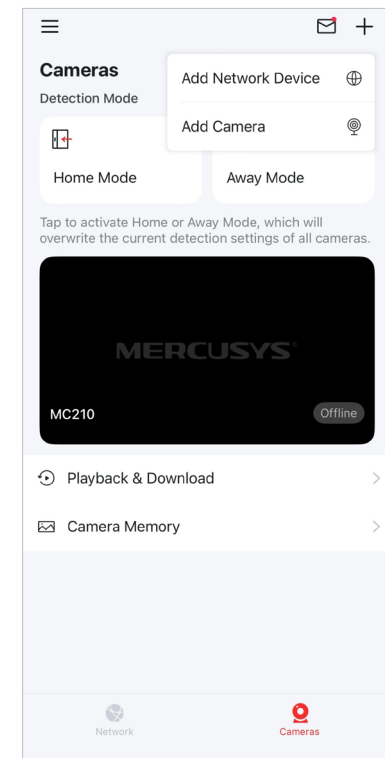 Cameras
Add Network Device
Detection Mode
Add Camera
Home Mode
Away Mode
Tap to activate Home or Away Mode, which will
overwrite the current detection settings of all cameras.
MERCUSYS®
MC210
Offline
Playback & Download
Camera Memory
Network
Cameras